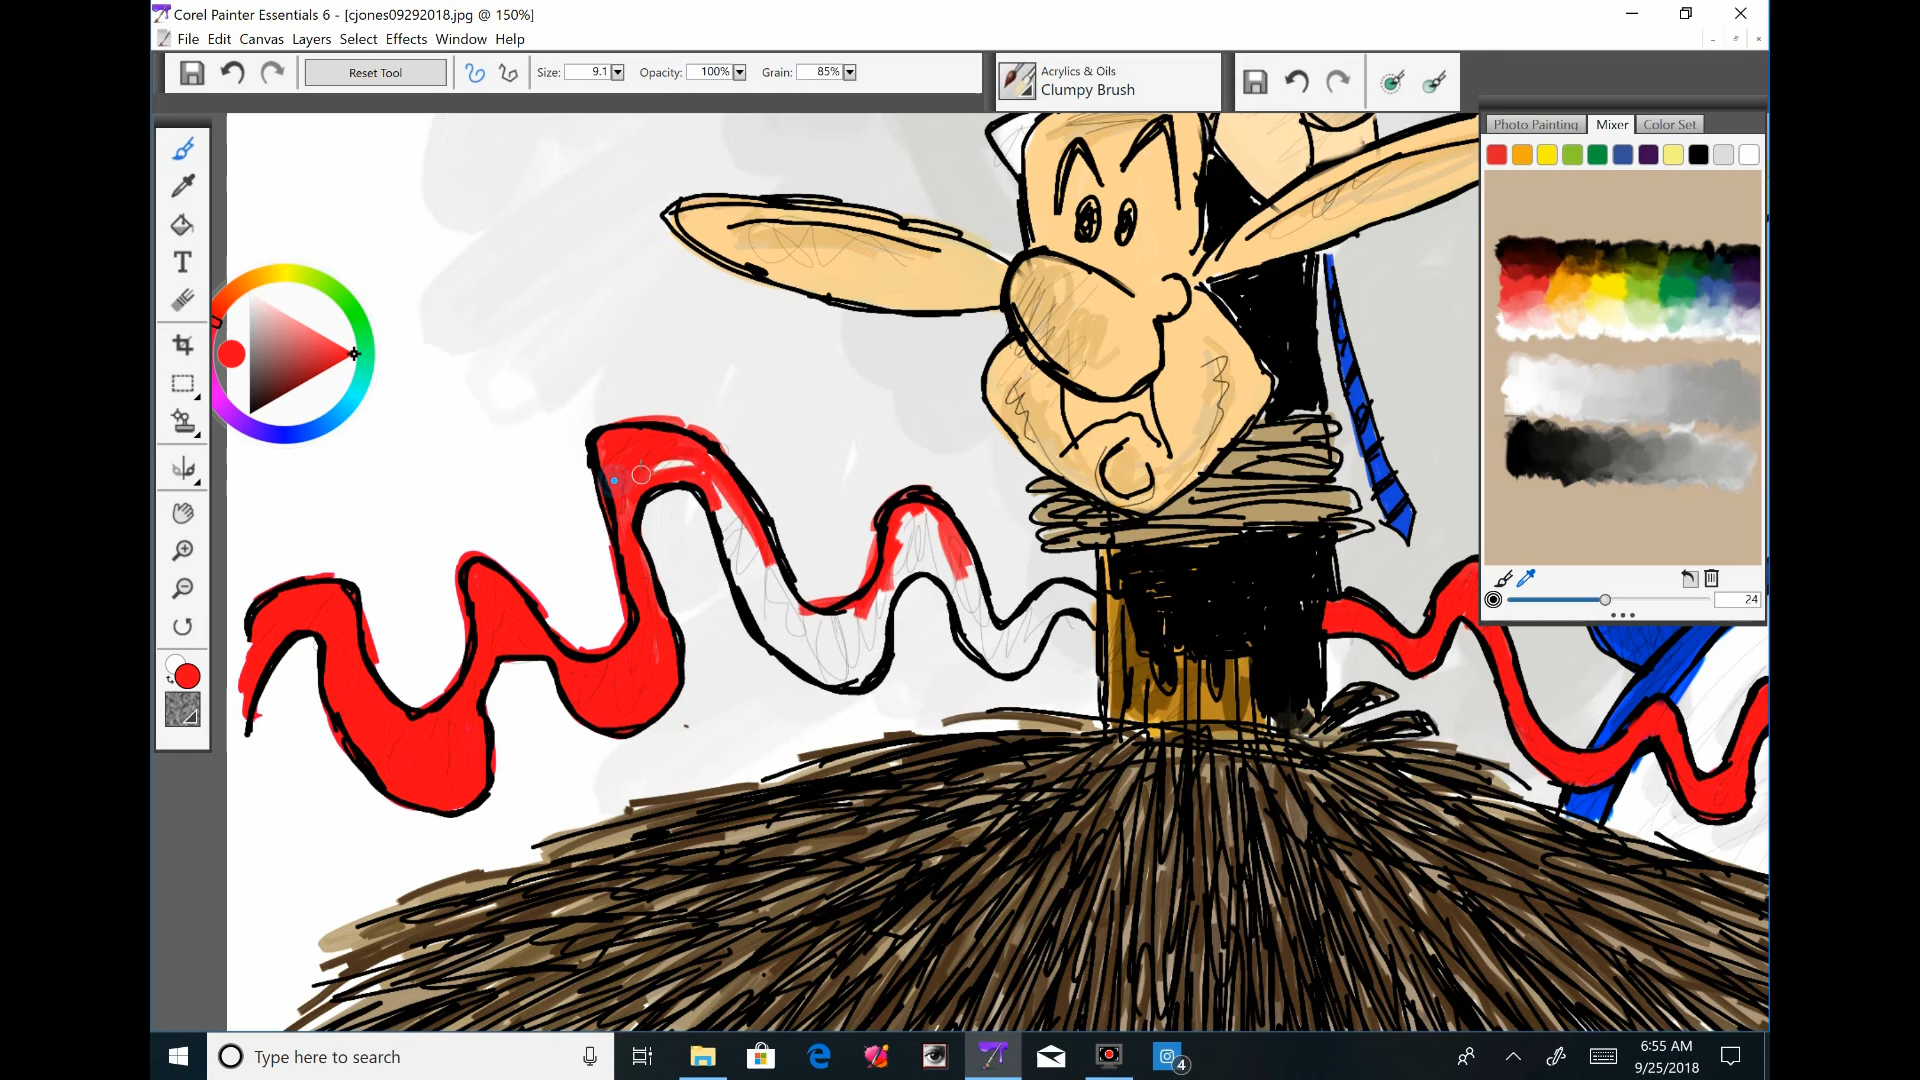 Corel Painter Essentials 6 - [cjones09292018.jpg @ 150%]
File Edit Canvas Layers Select Effects Window Help
Reset Tool
Size: 9.1
Opacity: 100%
Grain: 85%
Acrylics & Oils
Clumpy Brush
Photo Painting Mixer Color Set
T
24
Type here to search
4
6:55 AM
9/25/2018